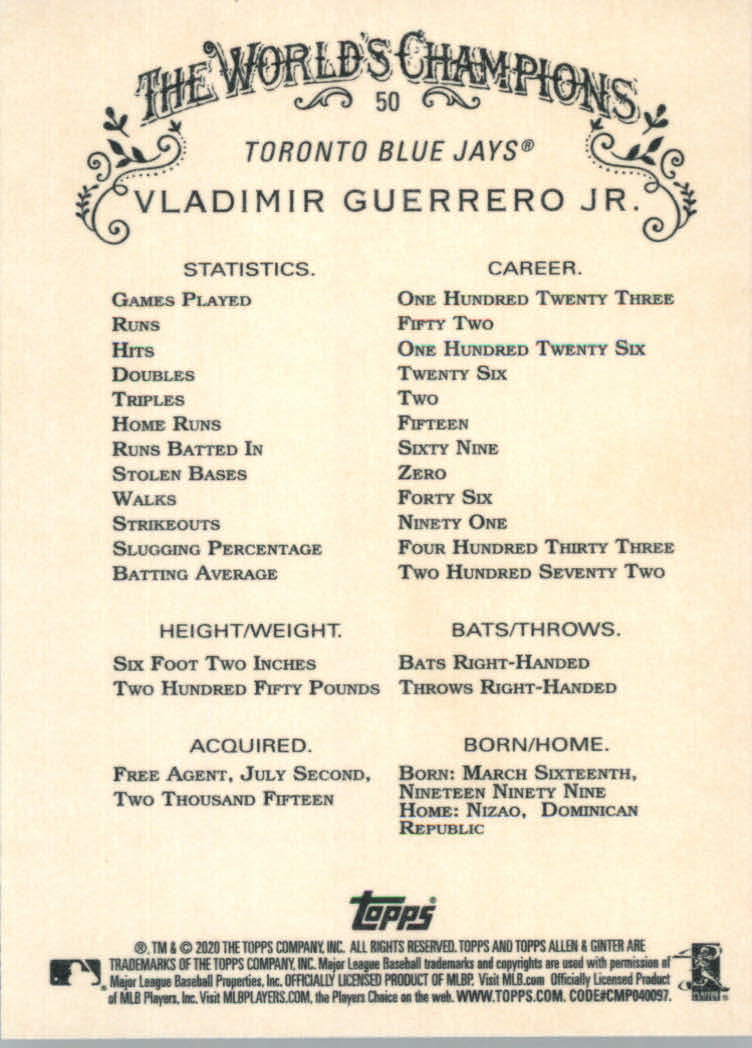 THE WORLD'S CHAMPIONS
50
TORONTO BLUE JAYS®
VLADIMIR GUERRERO JR.
STATISTICS. CAREER.
GAMES PLAYED ONE HUNDRED TWENTY THREE
RUNS FIFTY TWO
HITS ONE HUNDRED TWENTY SIX
DOUBLES TWENTY SIX
TRIPLES TWO
HOME RUNS FIFTEEN
RUNS BATTED IN SIXTY NINE
STOLEN BASES ZERO
WALKS FORTY SIX
STRIKEOUTS NINETY ONE
SLUGGING PERCENTAGE FOUR HUNDRED THIRTY THREE
BATTING AVERAGE TWO HUNDRED SEVENTY TWO
HEIGHT/WEIGHT.
SIX FOOT TWO INCHES
TWO HUNDRED FIFTY POUNDS
BATS/THROWS.
BATS RIGHT-HANDED
THROWS RIGHT-HANDED
ACQUIRED.
FREE AGENT, JULY SECOND,
TWO THOUSAND FIFTEEN
BORN/HOME.
BORN: MARCH SIXTEENTH,
NINETEEN NINETY NINE
HOME: NIZAO, DOMINICAN
REPUBLIC
topps®
®, TM & © 2020 THE TOPPS COMPANY, INC. ALL RIGHTS RESERVED. TOPPS AND TOPPS ALLEN & GINTER ARE
TRADEMARKS OF THE TOPPS COMPANY, INC. Major League Baseball trademarks and copyrights are used with permission of
Major League Baseball Properties, Inc. OFFICIALLY LICENSED PRODUCT OF MLBP. Visit MLB.com Officially Licensed Product
of MLB Players, Inc. Visit MLBPLAYERS.COM, the Players Choice on the web. WWW.TOPPS.COM. CODE#CMP040097.